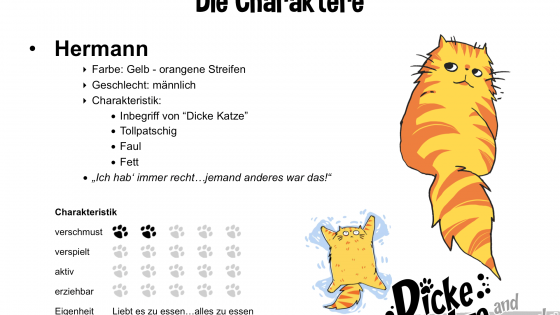 Die Charaktere
• Hermann
Farbe: Gelb - orangene Streifen
Geschlecht: männlich
Charakteristik:
• Inbegriff von “Dicke Katze”
• Tollpatschig
• Faul
• Fett
• „Ich hab‘ immer recht…jemand anderes war das!“
Charakteristik
verschmust
verspielt
aktiv
erziehbar
Eigenheit Liebt es zu essen…alles zu essen
Dicke
and